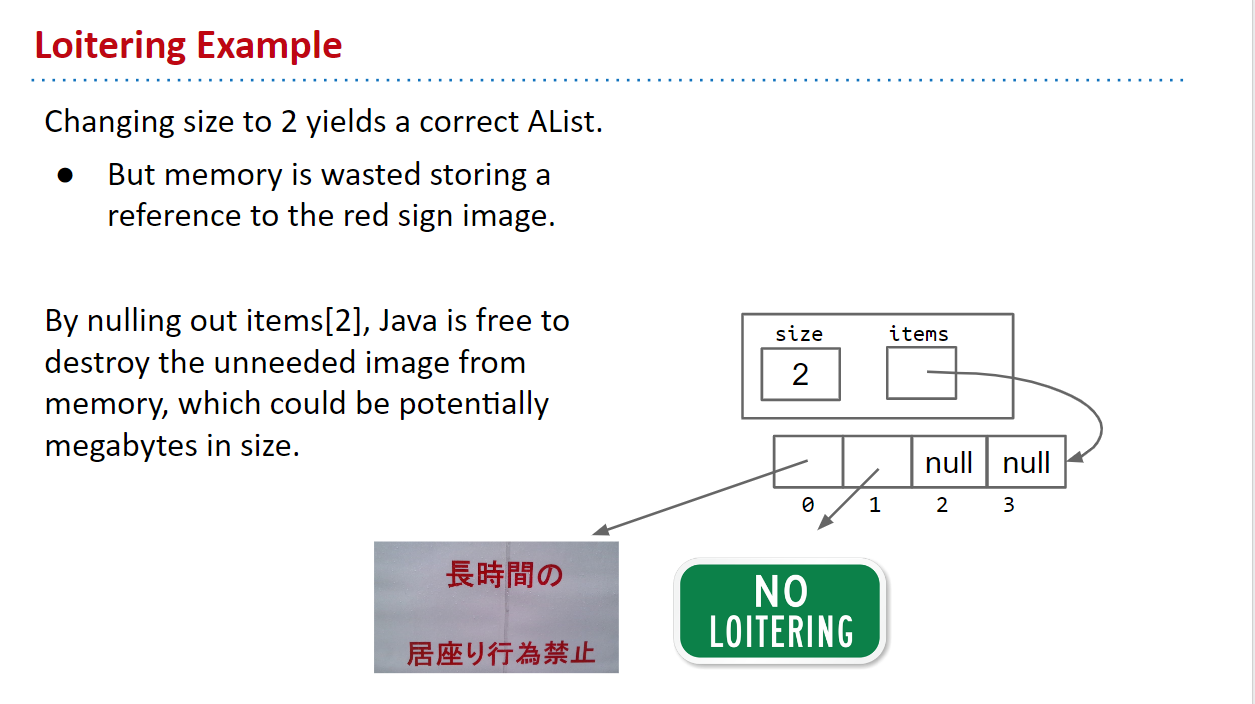 Loitering Example
Changing size to 2 yields a correct AList.
● But memory is wasted storing a
reference to the red sign image.
By nulling out items[2], Java is free to
destroy the unneeded image from
memory, which could be potentially
megabytes in size.
size items
2
null null
0 1 2 3
長時間の
居座り行為禁止
NO
LOITERING